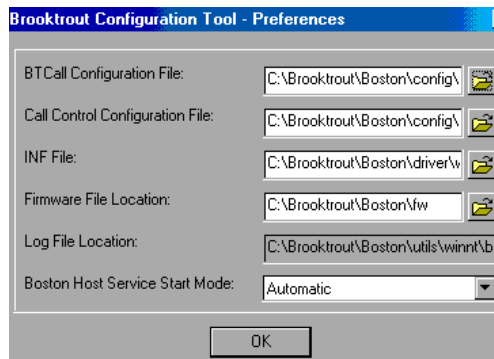 Brooktrout Configuration Tool - Preferences
BTCall Configuration File: C:\Brooktrout\Boston\config\
Call Control Configuration File: C:\Brooktrout\Boston\config\
INF File: C:\Brooktrout\Boston\driver\w
Firmware File Location: C:\Brooktrout\Boston\fw
Log File Location: C:\Brooktrout\Boston\utils\winnt\b
Boston Host Service Start Mode: Automatic
OK